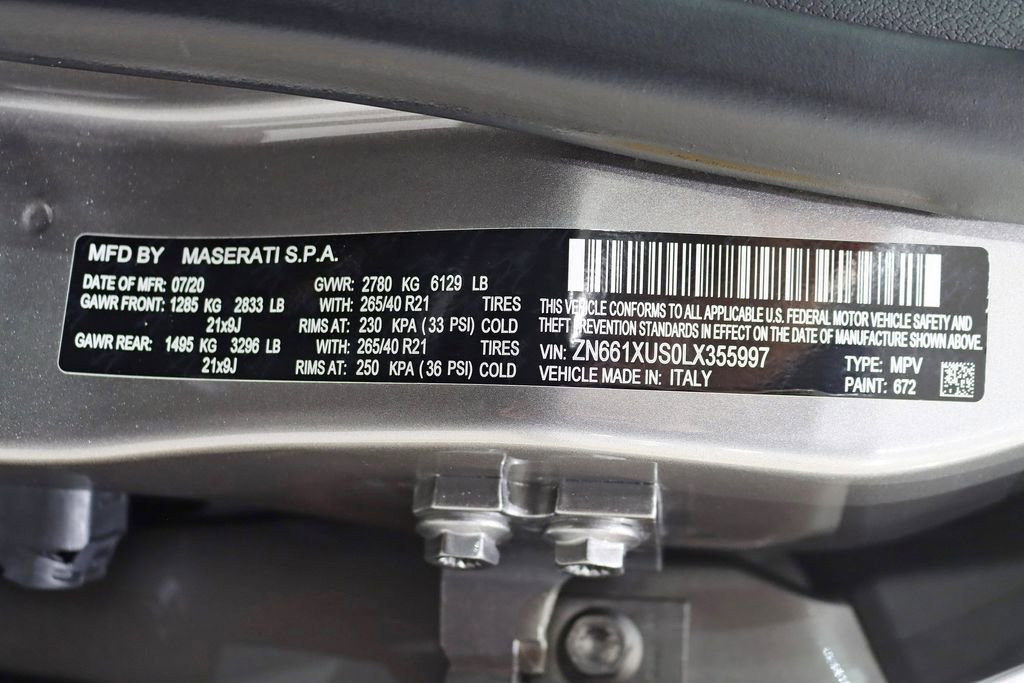 MFD BY MASERATI S.P.A.
DATE OF MFR: 07/20 GVWR: 2780 KG 6129 LB
GAWR FRONT: 1285 KG 2833 LB WITH: 265/40 R21 TIRES
21x9J RIMS AT: 230 KPA (33 PSI) COLD
GAWR REAR: 1495 KG 3296 LB WITH: 265/40 R21 TIRES
21x9J RIMS AT: 250 KPA (36 PSI) COLD
THIS VEHICLE CONFORMS TO ALL APPLICABLE U.S. FEDERAL MOTOR VEHICLE SAFETY AND
THEFT PREVENTION STANDARDS IN EFFECT ON THE DATE OF MANUFACTURE SHOWN ABOVE.
VIN: ZN661XUS0LX355997 TYPE: MPV
VEHICLE MADE IN: ITALY PAINT: 672